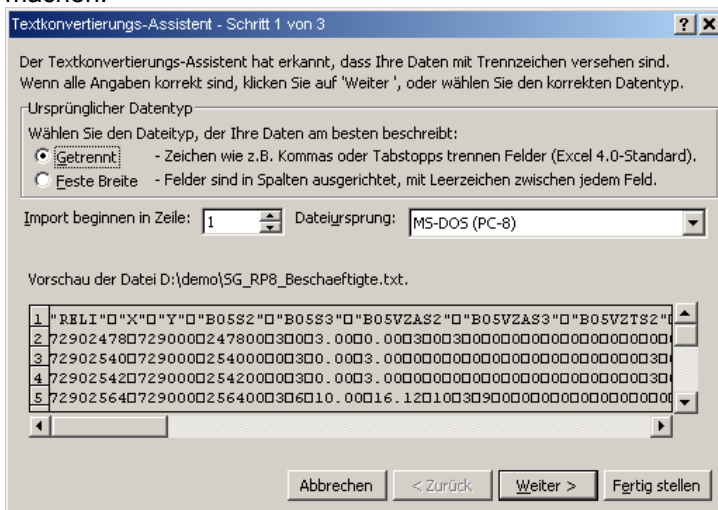 machen.
Textkonvertierungs-Assistent - Schritt 1 von 3
Der Textkonvertierungs-Assistent hat erkannt, dass Ihre Daten mit Trennzeichen versehen sind.
Wenn alle Angaben korrekt sind, klicken Sie auf 'Weiter ', oder wählen Sie den korrekten Datentyp.
Ursprünglicher Datentyp
Wählen Sie den Dateityp, der Ihre Daten am besten beschreibt:
Getrennt - Zeichen wie z.B. Kommas oder Tabstopps trennen Felder (Excel 4.0-Standard).
Feste Breite - Felder sind in Spalten ausgerichtet, mit Leerzeichen zwischen jedem Feld.
Import beginnen in Zeile: 1 Dateiursprung: MS-DOS (PC-8)
Vorschau der Datei D:\demo\SG_RP8_Beschaeftigte.txt.
1 "RELI"□"X"□"Y"□"B05S2"□"B05S3"□"B05VZAS2"□"B05VZAS3"□"B05VZTS2"
2 72902478□729000□247800□3□0□3.00□0.00□3□0□3□0□0□0□0□0□0□0□0□0
3 72902540□729000□254000□0□3□0.00□3.00□0□0□0□0□0□0□0□0□0□0□3
4 72902542□729000□254200□0□3□0.00□3.00□0□0□0□0□0□0□0□0□0□0□3
5 72902564□729000□256400□3□6□10.00□16.12□10□3□9□0□0□0□0□0□0□0□0
Abbrechen < Zurück Weiter > Fertig stellen